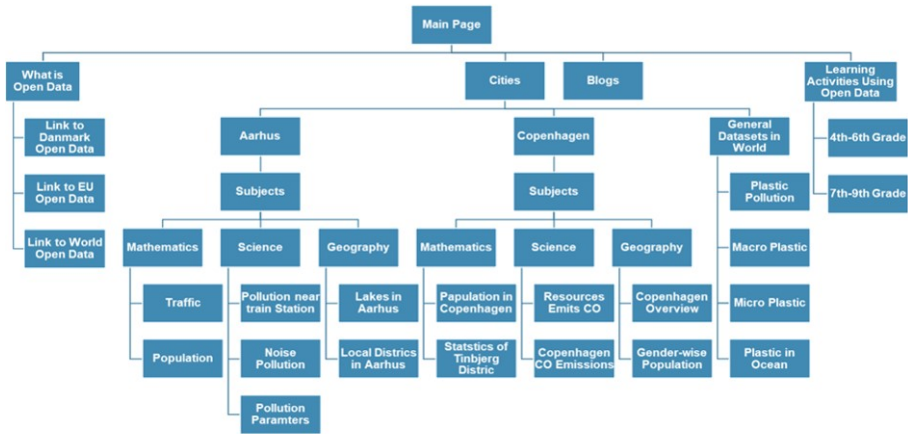 Main Page
What is
Open Data
Cities
Blogs
Learning
Activities Using
Open Data
Link to
Danmark
Open Data
Aarhus
Copenhagen
General
Datasets in
World
4th-6th Grade
Link to EU
Open Data
Subjects
Subjects
Plastic
Pollution
7th-9th Grade
Link to World
Open Data
Mathematics
Science
Geography
Mathematics
Science
Geography
Macro Plastic
Traffic
Pollution near
train Station
Lakes in
Aarhus
Papulation in
Copenhagen
Resources
Emits CO
Copenhagen
Overview
Micro Plastic
Population
Noise
Pollution
Local Districs
in Aarhus
Statstics of
Tinbjerg
Distric
Copenhagen
CO Emissions
Gender-wise
Population
Plastic in
Ocean
Pollution
Paramters